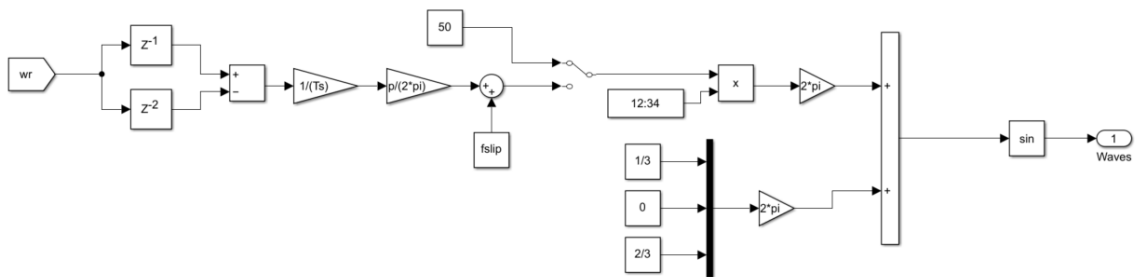 wr
Z-1
Z-2
+
−
1/(Ts)
p/(2*pi)
+
+
fslip
50
12:34
x
2*pi
1/3
0
2/3
2*pi
+
+
sin
1
Waves